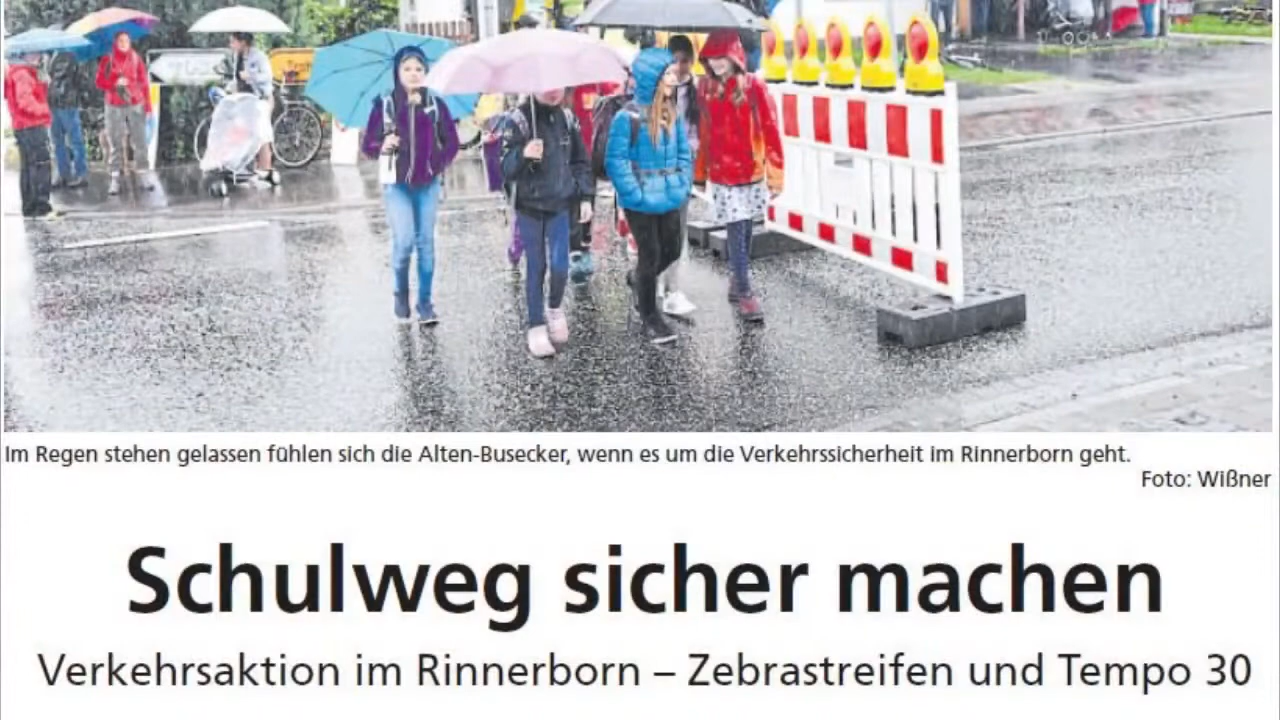 Im Regen stehen gelassen fühlen sich die Alten-Busecker, wenn es um die Verkehrssicherheit im Rinnerborn geht.
Foto: Wißner
Schulweg sicher machen
Verkehrsaktion im Rinnerborn – Zebrastreifen und Tempo 30